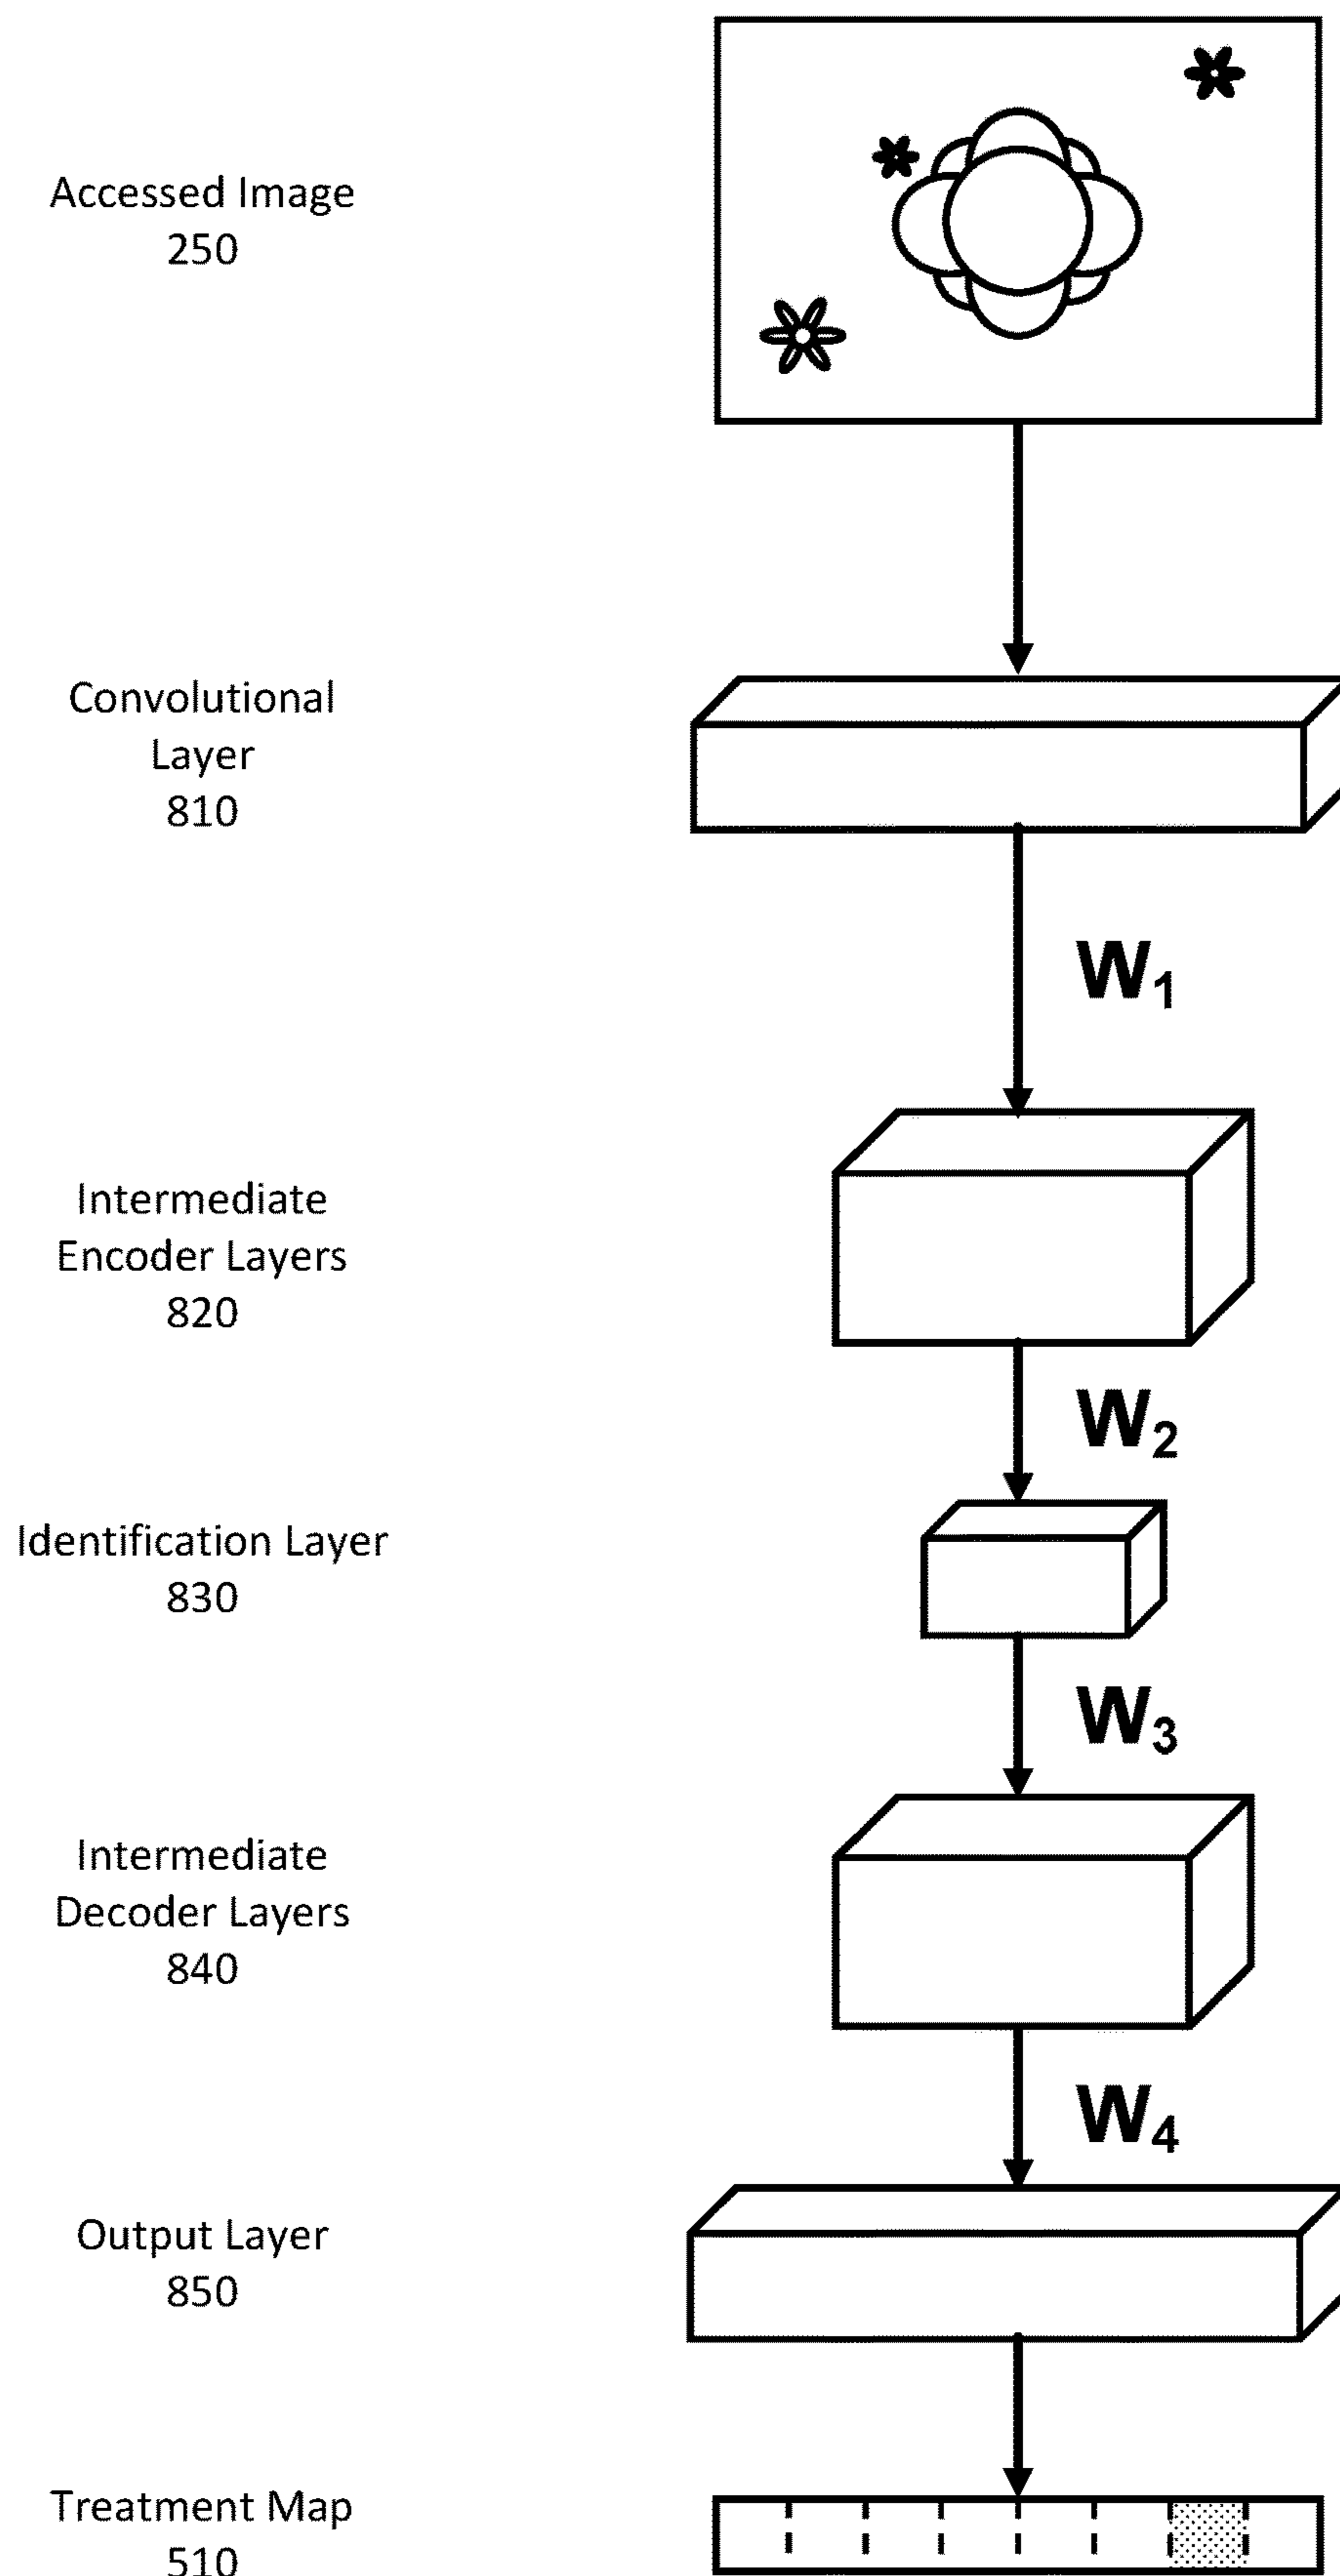 Accessed Image
250
Convolutional
Layer
810
W1
Intermediate
Encoder Layers
820
W2
Identification Layer
830
W3
Intermediate
Decoder Layers
840
W4
Output Layer
850
Treatment Map
510